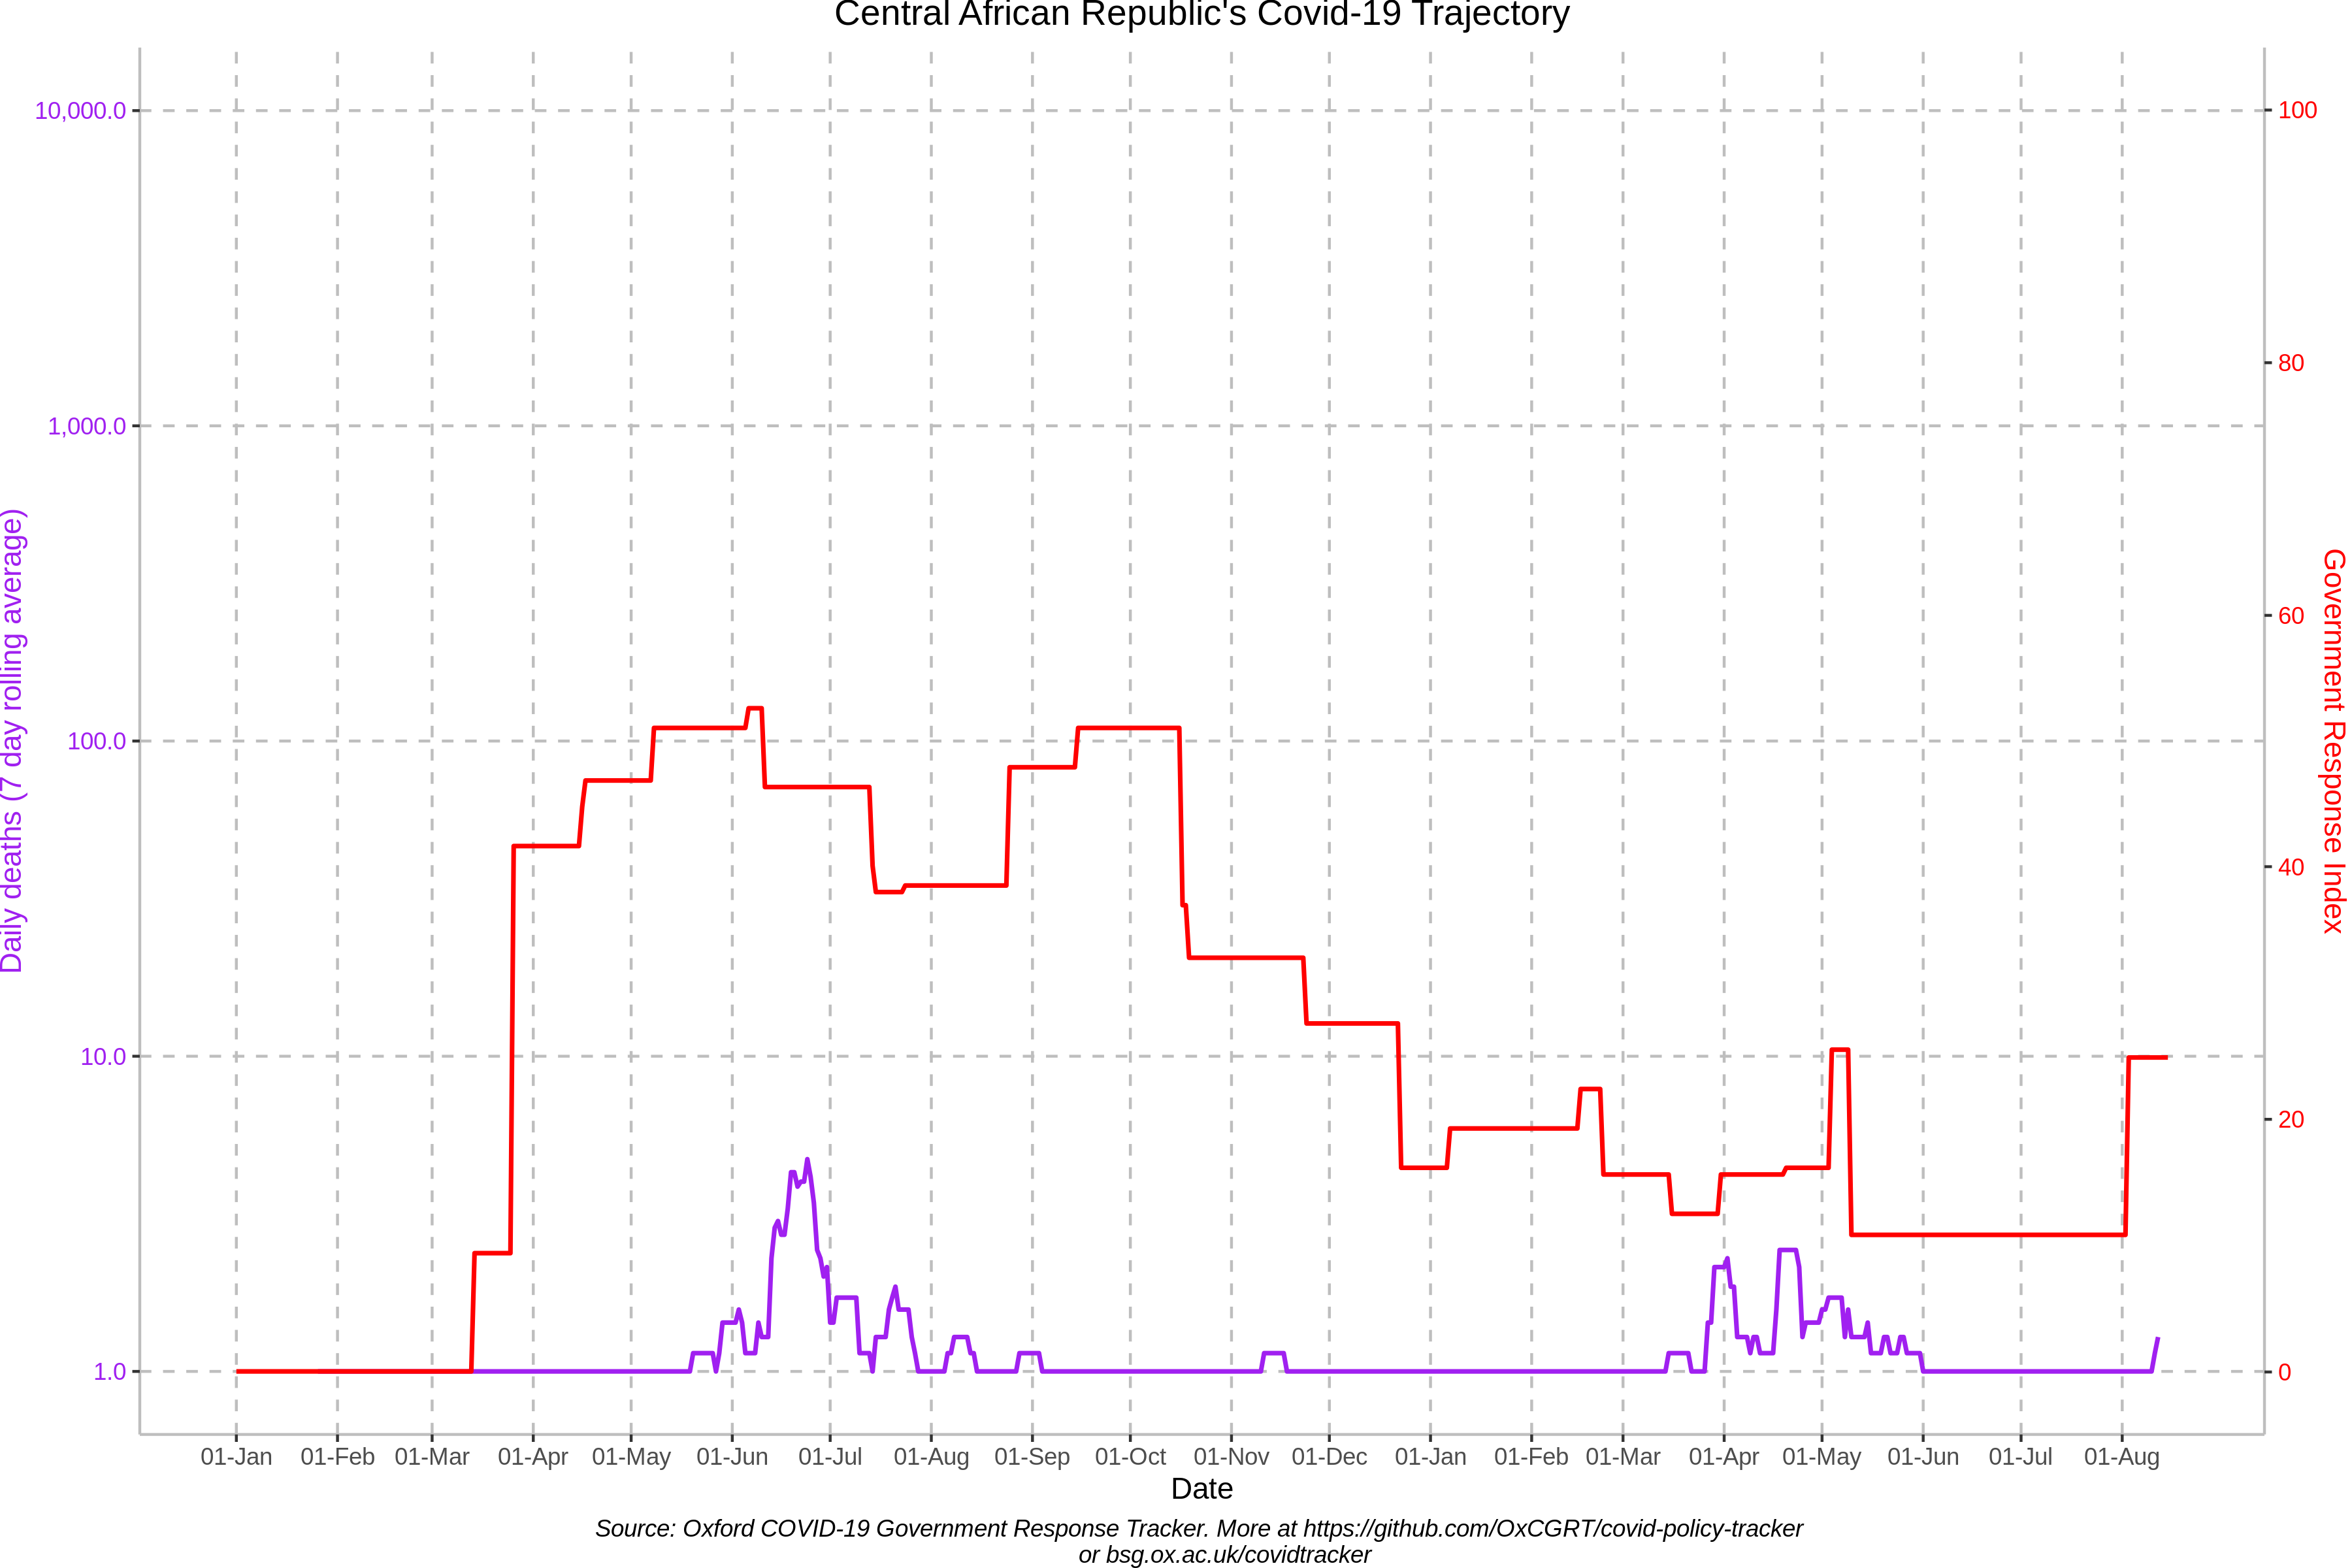 Central African Republic's Covid-19 Trajectory
10,000.0
1,000.0
100.0
10.0
1.0
Daily deaths (7 day rolling average)
100
80
60
40
20
0
Government Response Index
01-Jan 01-Feb 01-Mar 01-Apr 01-May 01-Jun 01-Jul 01-Aug 01-Sep 01-Oct 01-Nov 01-Dec 01-Jan 01-Feb 01-Mar 01-Apr 01-May 01-Jun 01-Jul 01-Aug
Date
Source: Oxford COVID-19 Government Response Tracker. More at https://github.com/OxCGRT/covid-policy-tracker
or bsg.ox.ac.uk/covidtracker